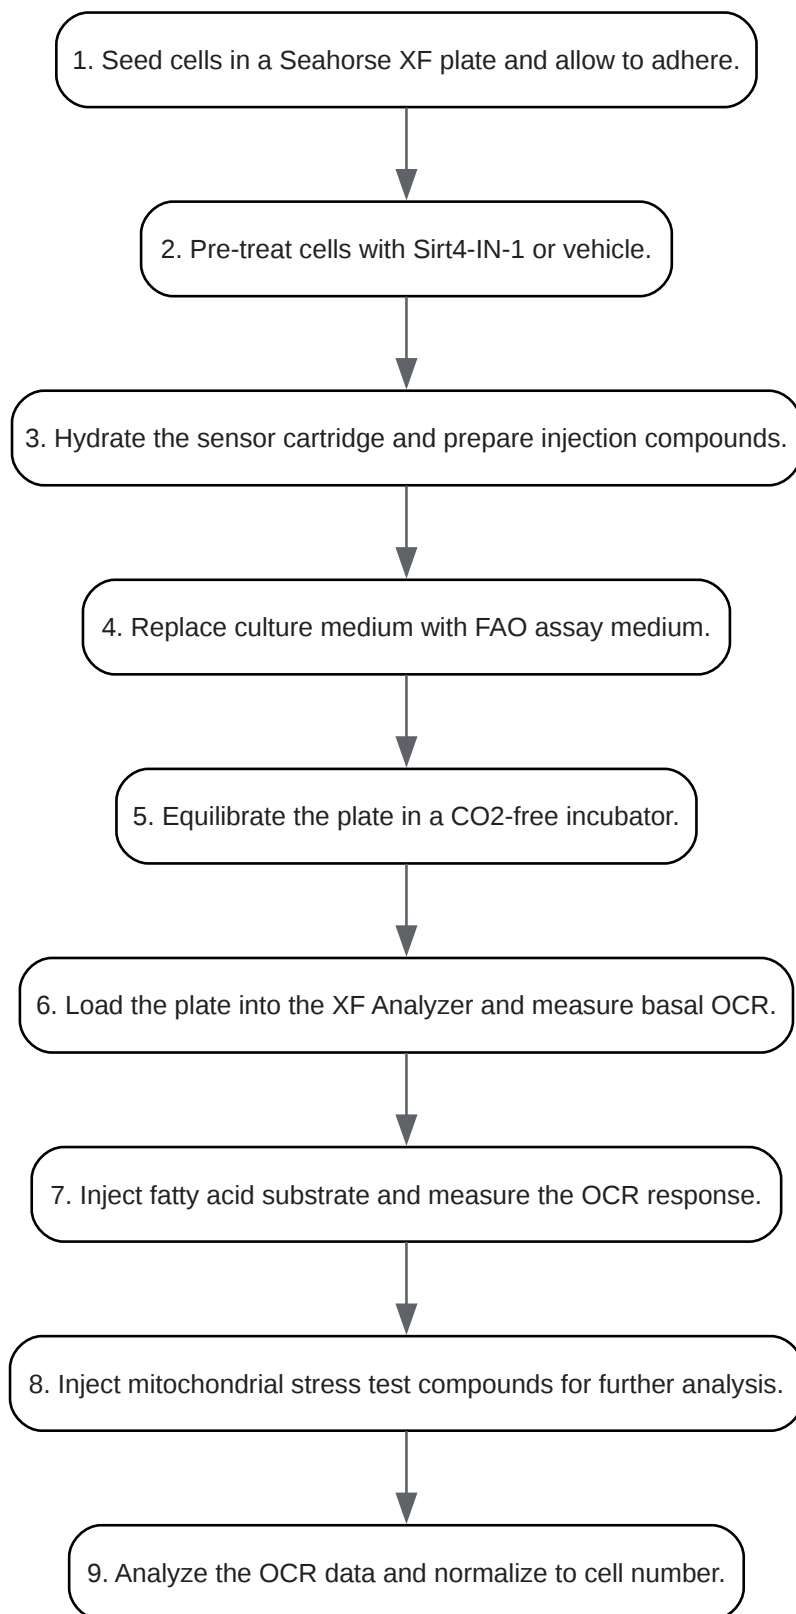 1. Seed cells in a Seahorse XF plate and allow to adhere.
2. Pre-treat cells with Sirt4-IN-1 or vehicle.
3. Hydrate the sensor cartridge and prepare injection compounds.
4. Replace culture medium with FAO assay medium.
5. Equilibrate the plate in a CO2-free incubator.
6. Load the plate into the XF Analyzer and measure basal OCR.
7. Inject fatty acid substrate and measure the OCR response.
8. Inject mitochondrial stress test compounds for further analysis.
9. Analyze the OCR data and normalize to cell number.